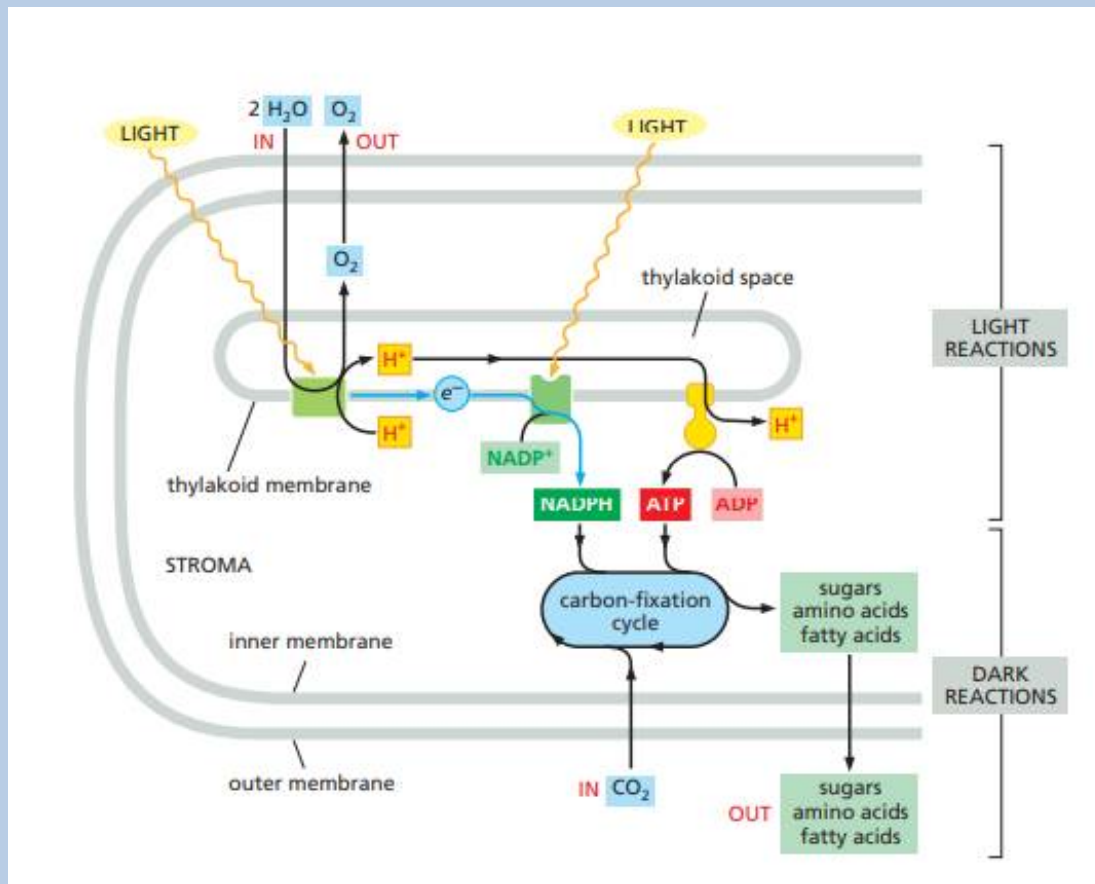 2 H₂O O₂
LIGHT
LIGHT
IN
OUT
O₂
thylakoid space
LIGHT
REACTIONS
H⁺
e⁻
H⁺
H⁺
NADP⁺
thylakoid membrane
NADPH
ATP
ADP
STROMA
carbon-fixation
cycle
sugars
amino acids
fatty acids
inner membrane
DARK
REACTIONS
outer membrane
IN CO₂
OUT
sugars
amino acids
fatty acids